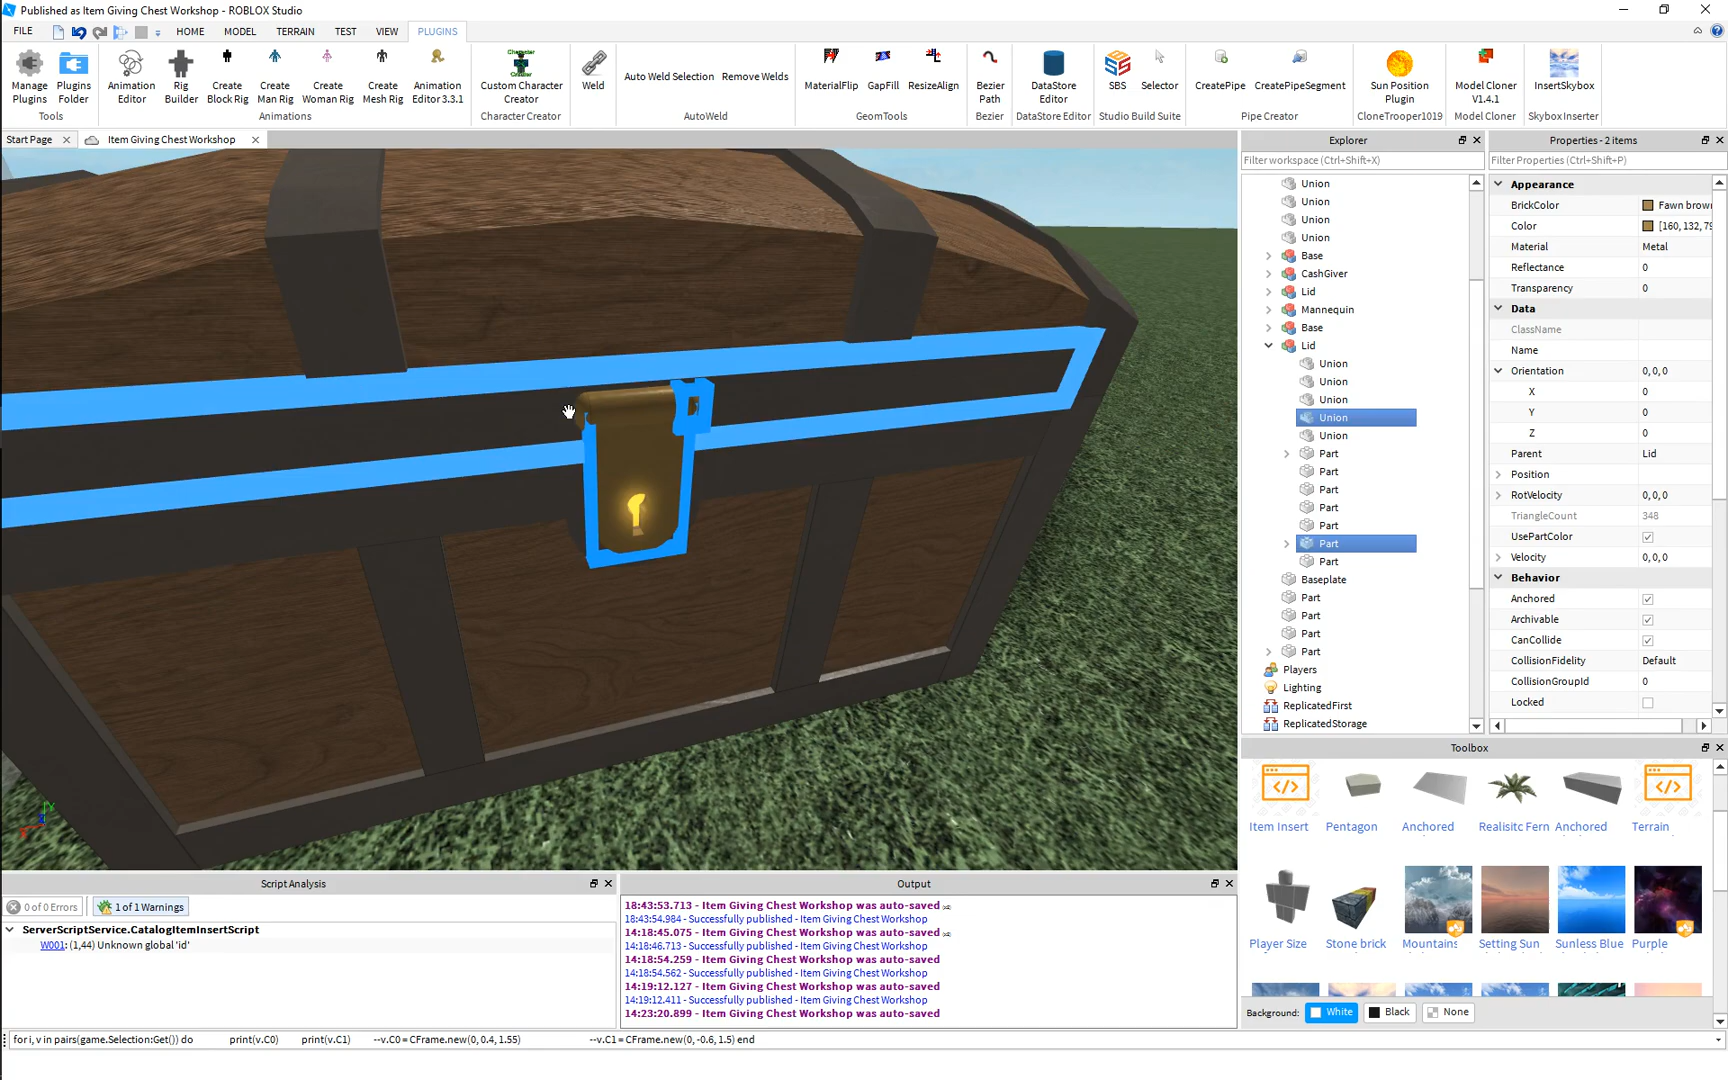 Published as Item Giving Chest Workshop - ROBLOX Studio
FILE HOME MODEL TERRAIN TEST VIEW PLUGINS
Manage Plugins
Plugins Folder
Tools
Animation Editor
Rig Builder
Create Block Rig
Create Man Rig
Create Woman Rig
Create Mesh Rig
Animation Editor 3.3.1
Animations
Character
Creator
Custom Character Creator
Character Creator
Weld
Auto Weld Selection
Remove Welds
AutoWeld
MaterialFlip
GapFill
ResizeAlign
GeomTools
Bezier Path
Bezier
DataStore Editor
DataStore Editor
SBS
SBS
Selector
Studio Build Suite
CreatePipe
CreatePipeSegment
Pipe Creator
Sun Position Plugin
CloneTrooper1019
Model Cloner V1.4.1
Model Cloner
InsertSkybox
Skybox Inserter
Start Page
Item Giving Chest Workshop
Explorer
Filter workspace (Ctrl+Shift+X)
Union
Union
Union
Union
Base
CashGiver
Lid
Mannequin
Base
Lid
Union
Union
Union
Union
Union
Part
Part
Part
Part
Part
Part
Part
Baseplate
Part
Part
Part
Part
Players
Lighting
ReplicatedFirst
ReplicatedStorage
Properties - 2 items
Filter Properties (Ctrl+Shift+P)
Appearance
BrickColor Fawn brown
Color [160, 132, 79
Material Metal
Reflectance 0
Transparency 0
Data
ClassName
Name
Orientation 0, 0, 0
X 0
Y 0
Z 0
Parent Lid
Position
RotVelocity 0, 0, 0
TriangleCount 348
UsePartColor
Velocity 0, 0, 0
Behavior
Anchored
Archivable
CanCollide
CollisionFidelity Default
CollisionGroupId 0
Locked
Toolbox
Item Insert Pentagon Anchored Realisitc Fern Anchored Terrain
Player Size Stone brick Mountains Setting Sun Sunless Blue Purple
Background: White Black None
Script Analysis
0 of 0 Errors 1 of 1 Warnings
ServerScriptService.CatalogItemInsertScript
W001: (1,44) Unknown global 'id'
Output
18:43:53.713 - Item Giving Chest Workshop was auto-saved
18:43:54.984 - Successfully published - Item Giving Chest Workshop
14:18:45.075 - Item Giving Chest Workshop was auto-saved
14:18:46.713 - Successfully published - Item Giving Chest Workshop
14:18:54.259 - Item Giving Chest Workshop was auto-saved
14:18:54.562 - Successfully published - Item Giving Chest Workshop
14:19:12.127 - Item Giving Chest Workshop was auto-saved
14:19:12.411 - Successfully published - Item Giving Chest Workshop
14:23:20.899 - Item Giving Chest Workshop was auto-saved
for i, v in pairs(game.Selection:Get()) do print(v.C0) print(v.C1) --v.C0 = CFrame.new(0, 0.4, 1.55) --v.C1 = CFrame.new(0, -0.6, 1.5) end